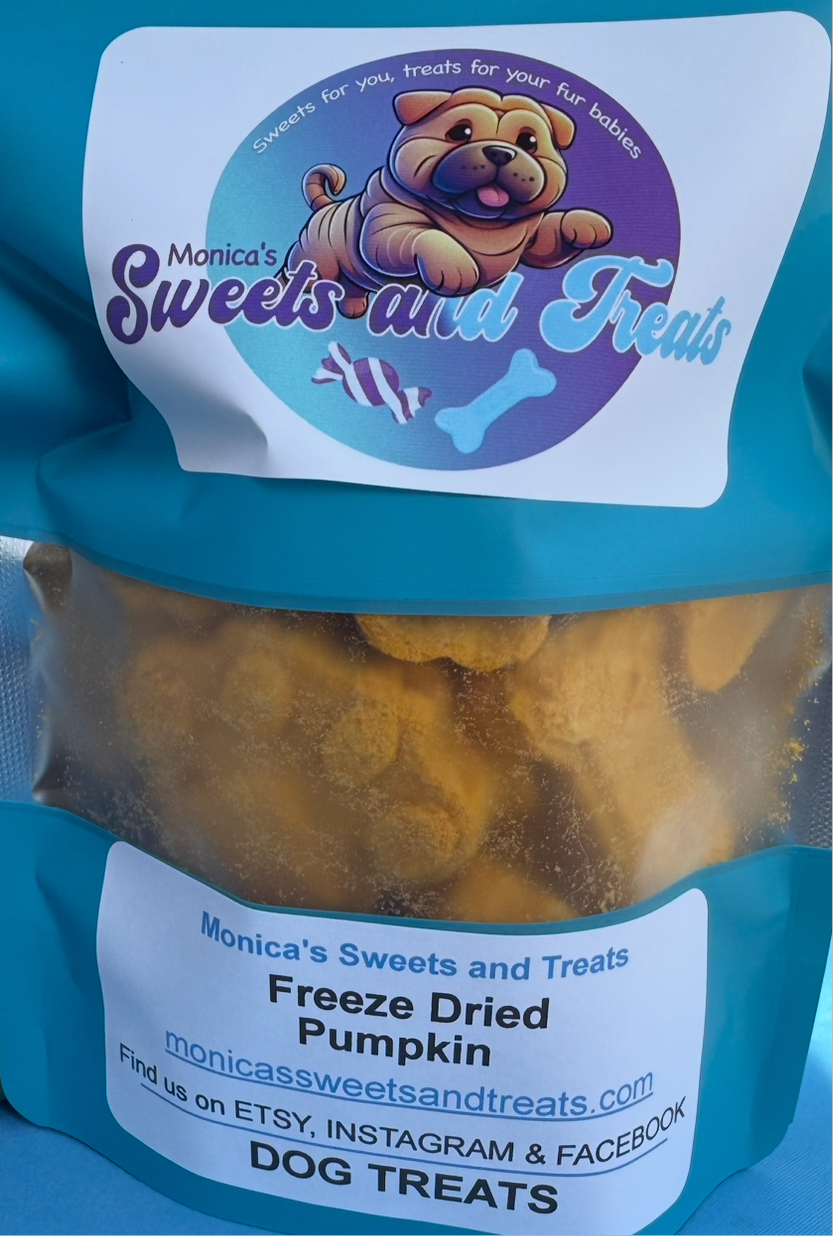 Sweets for you, treats for your fur babies
Monica's
Sweets and Treats
Monica's Sweets and Treats
Freeze Dried
Pumpkin
monicassweetsandtreats.com
Find us on ETSY, INSTAGRAM & FACEBOOK
DOG TREATS